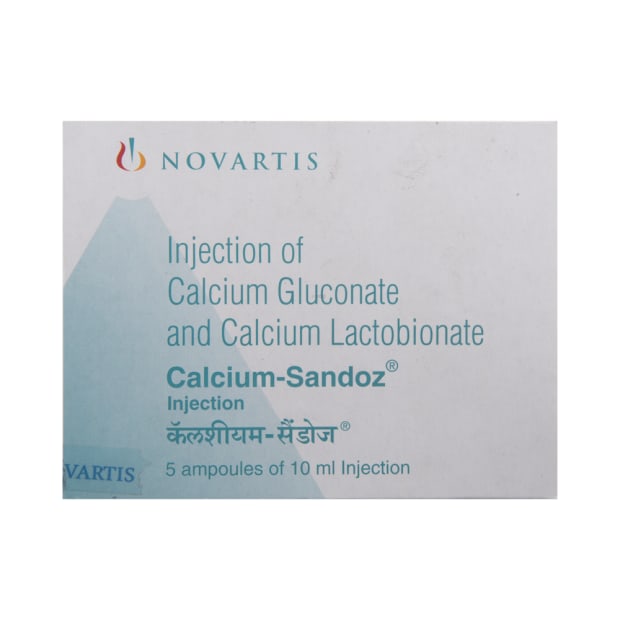 NOVARTIS
Injection of
Calcium Gluconate
and Calcium Lactobionate
Calcium-Sandoz®
Injection
कॅलशीयम-सैंडोज®
5 ampoules of 10 ml Injection
VARTIS